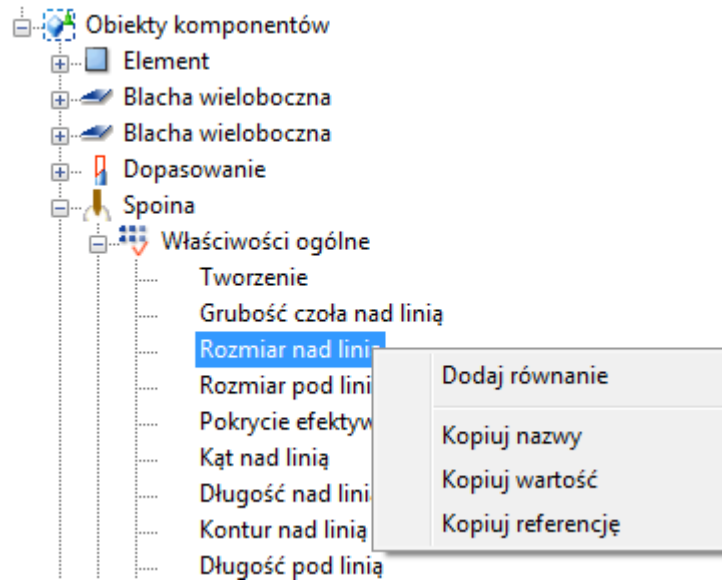 Obiekty komponentów
Element
Blacha wieloboczna
Blacha wieloboczna
Dopasowanie
Spoina
Właściwości ogólne
Tworzenie
Grubość czoła nad linią
Rozmiar nad linią
Rozmiar pod lini
Pokrycie efektyw
Kąt nad linią
Długość nad lini
Kontur nad linią
Długość pod linią
Dodaj równanie
Kopiuj nazwy
Kopiuj wartość
Kopiuj referencję